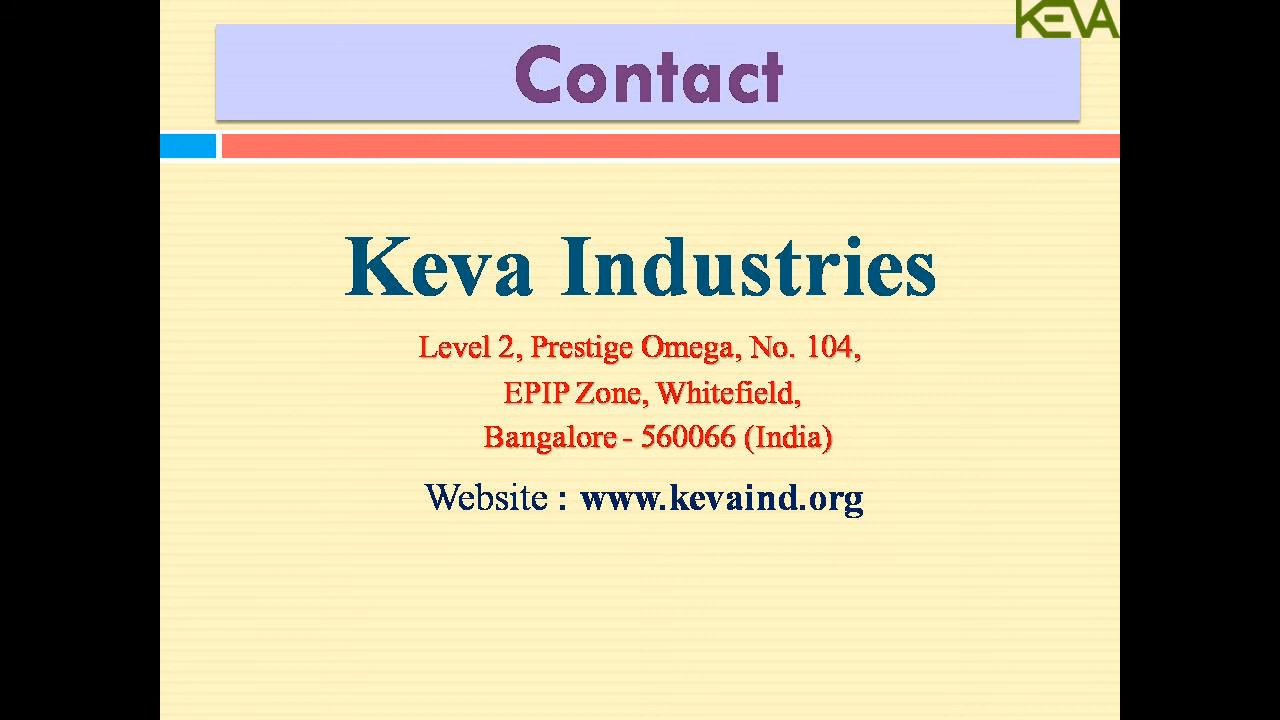 KEVA
Contact
Keva Industries
Level 2, Prestige Omega, No. 104,
EPIP Zone, Whitefield,
Bangalore - 560066 (India)
Website : www.kevaind.org